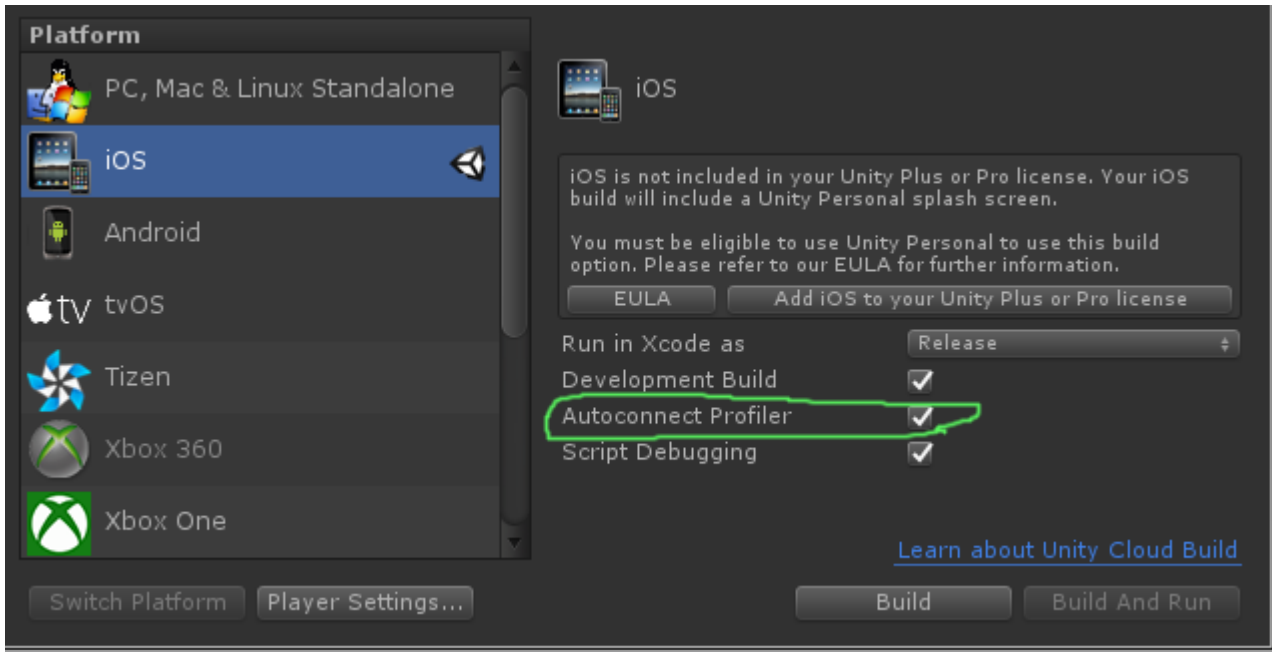 Platform
PC, Mac & Linux Standalone
iOS
Android
tv tvOS
Tizen
Xbox 360
Xbox One
Switch Platform
Player Settings...
iOS
iOS is not included in your Unity Plus or Pro license. Your iOS
build will include a Unity Personal splash screen.
You must be eligible to use Unity Personal to use this build
option. Please refer to our EULA for further information.
EULA
Add iOS to your Unity Plus or Pro license
Run in Xcode as Release
Development Build
Autoconnect Profiler
Script Debugging
Learn about Unity Cloud Build
Build
Build And Run